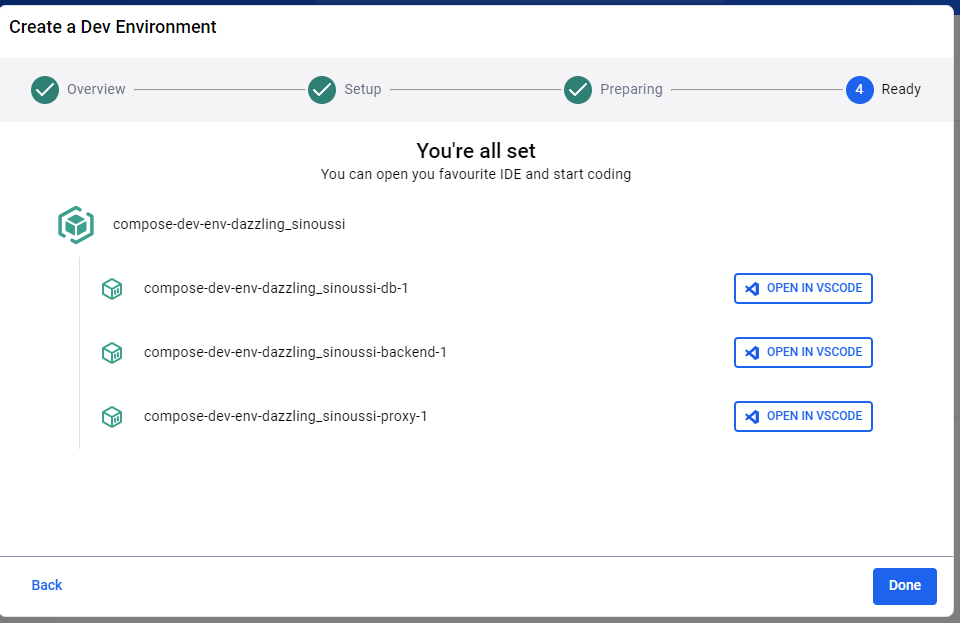 Create a Dev Environment
Overview
Setup
Preparing
4
Ready
You're all set
You can open you favourite IDE and start coding
compose-dev-env-dazzling_sinoussi
compose-dev-env-dazzling_sinoussi-db-1
OPEN IN VSCODE
compose-dev-env-dazzling_sinoussi-backend-1
OPEN IN VSCODE
compose-dev-env-dazzling_sinoussi-proxy-1
OPEN IN VSCODE
Back
Done